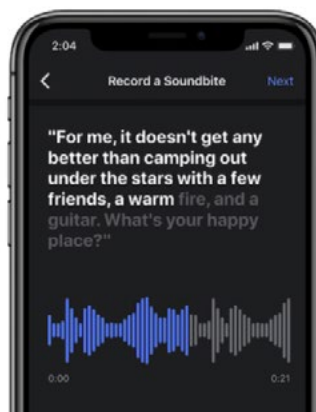 2:04
Record a Soundbite
Next
"For me, it doesn't get any
better than camping out
under the stars with a few
friends, a warm fire, and a
guitar. What's your happy
place?"
0:00
0:21